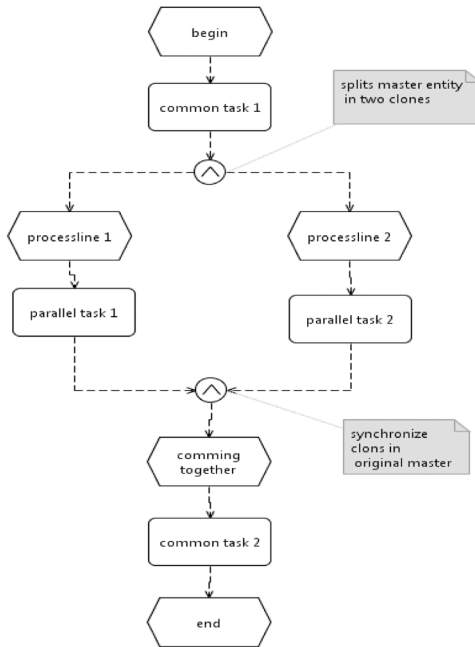 begin
common task 1
splits master entity
in two clones
processline 1
processline 2
parallel task 1
parallel task 2
synchronize
clons in
original master
comming
together
common task 2
end